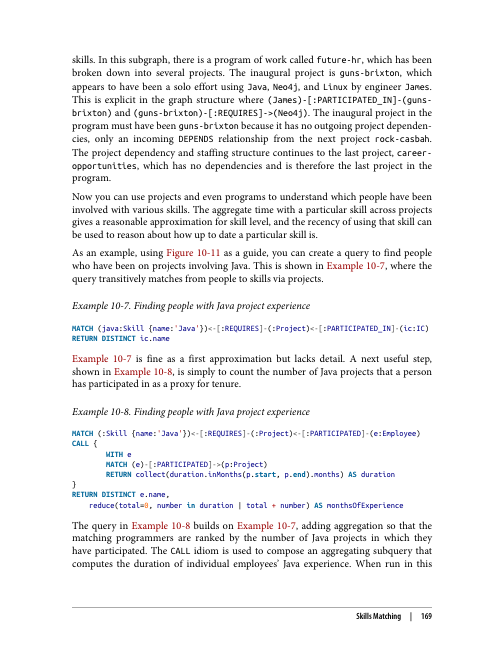 skills. In this subgraph, there is a program of work called future-hr, which has been
broken down into several projects. The inaugural project is guns-brixton, which
appears to have been a solo effort using Java, Neo4j, and Linux by engineer James.
This is explicit in the graph structure where (James)-[:PARTICIPATED_IN]-(guns-
brixton) and (guns-brixton)-[:REQUIRES]->(Neo4j). The inaugural project in the
program must have been guns-brixton because it has no outgoing project dependen-
cies, only an incoming DEPENDS relationship from the next project rock-casbah.
The project dependency and staffing structure continues to the last project, career-
opportunities, which has no dependencies and is therefore the last project in the
program.
Now you can use projects and even programs to understand which people have been
involved with various skills. The aggregate time with a particular skill across projects
gives a reasonable approximation for skill level, and the recency of using that skill can
be used to reason about how up to date a particular skill is.
As an example, using Figure 10-11 as a guide, you can create a query to find people
who have been on projects involving Java. This is shown in Example 10-7, where the
query transitively matches from people to skills via projects.
Example 10-7. Finding people with Java project experience
MATCH (java:Skill {name:'Java'})<-[:REQUIRES]-(:Project)<-[:PARTICIPATED_IN]-(ic:IC)
RETURN DISTINCT ic.name
Example 10-7 is fine as a first approximation but lacks detail. A next useful step,
shown in Example 10-8, is simply to count the number of Java projects that a person
has participated in as a proxy for tenure.
Example 10-8. Finding people with Java project experience
MATCH (:Skill {name:'Java'})<-[:REQUIRES]-(:Project)<-[:PARTICIPATED]-(e:Employee)
CALL {
WITH e
MATCH (e)-[:PARTICIPATED]->(p:Project)
RETURN collect(duration.inMonths(p.start, p.end).months) AS duration
}
RETURN DISTINCT e.name,
reduce(total=0, number in duration | total + number) AS monthsOfExperience
The query in Example 10-8 builds on Example 10-7, adding aggregation so that the
matching programmers are ranked by the number of Java projects in which they
have participated. The CALL idiom is used to compose an aggregating subquery that
computes the duration of individual employees' Java experience. When run in this
Skills Matching | 169